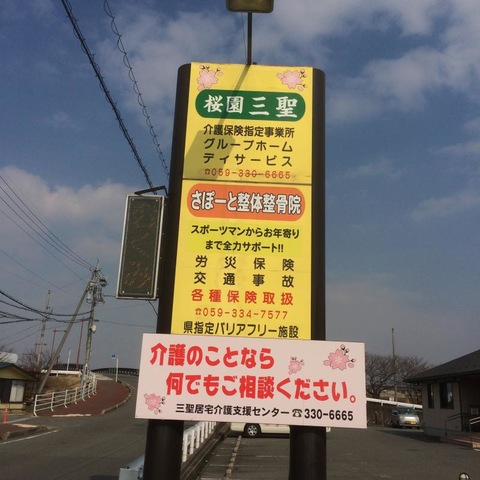 桜園三聖
介護保険指定事業所
グループホーム
デイサービス
☎059-330-6665
さぽーと整体整骨院
スポーツマンからお年寄り
まで全力サポート!!
労災保険
交通事故
各種保険取扱
☎059-334-7577
県指定バリアフリー施設
介護のことなら
何でもご相談ください。
三聖居宅介護支援センター☎330-6665